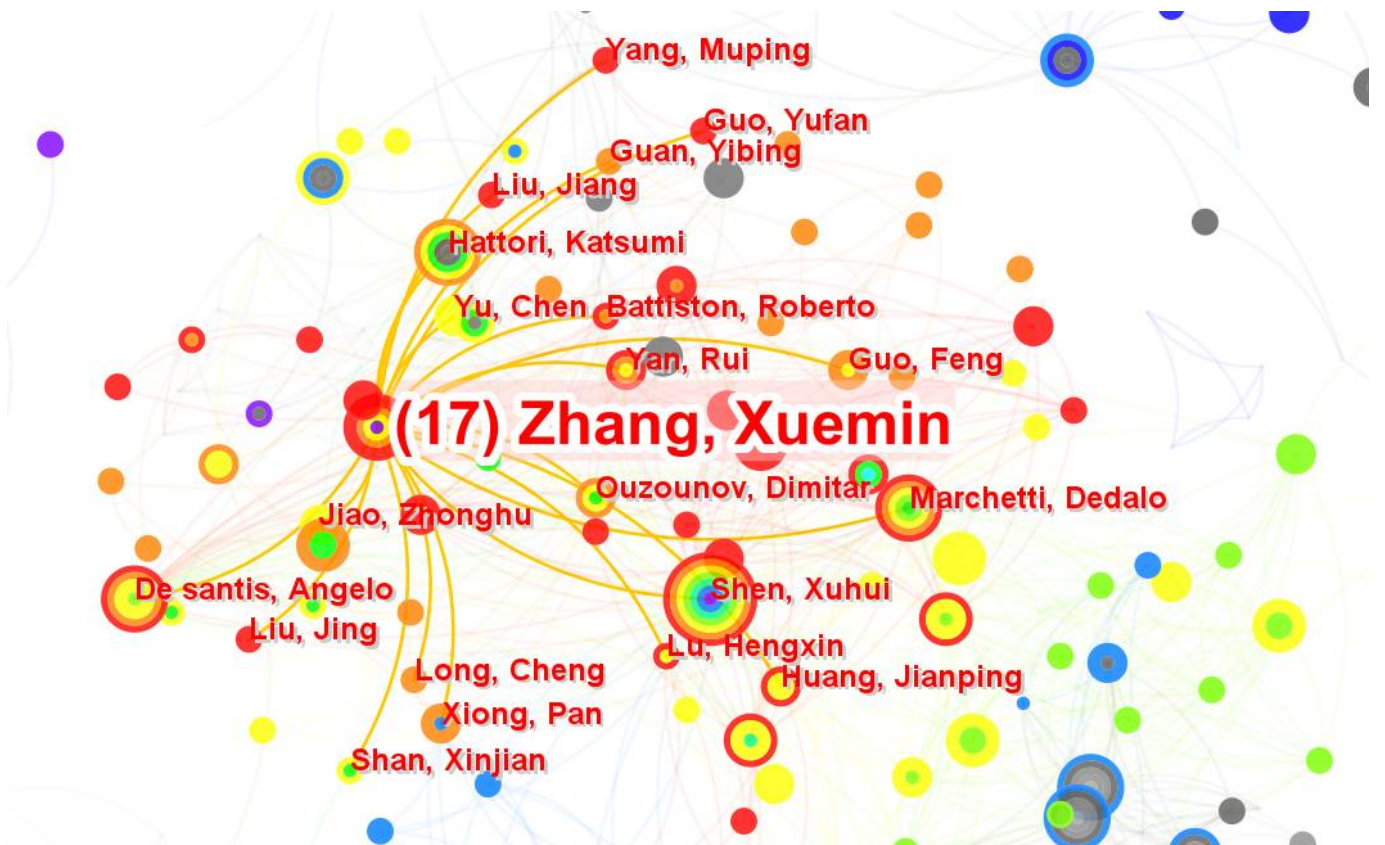 Yang, Muping
Guo, Yufan
Guan, Yibing
Liu, Jiang
Hattori, Katsumi
Yu, Chen
Battiston, Roberto
Yan, Rui
Guo, Feng
(17) Zhang, Xuemin
Ouzounov, Dimitar
Marchetti, Dedalo
Jiao, Zhonghu
De santis, Angelo
Shen, Xuhui
Liu, Jing
Lu, Hengxin
Long, Cheng
Huang, Jianping
Xiong, Pan
Shan, Xinjian